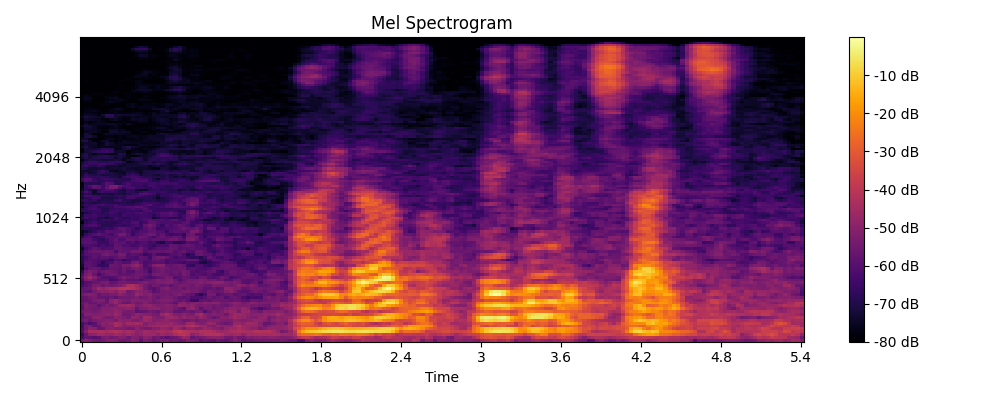 Mel Spectrogram
Hz
4096
2048
1024
512
0
0 0.6 1.2 1.8 2.4 3 3.6 4.2 4.8 5.4
Time
-10 dB
-20 dB
-30 dB
-40 dB
-50 dB
-60 dB
-70 dB
-80 dB